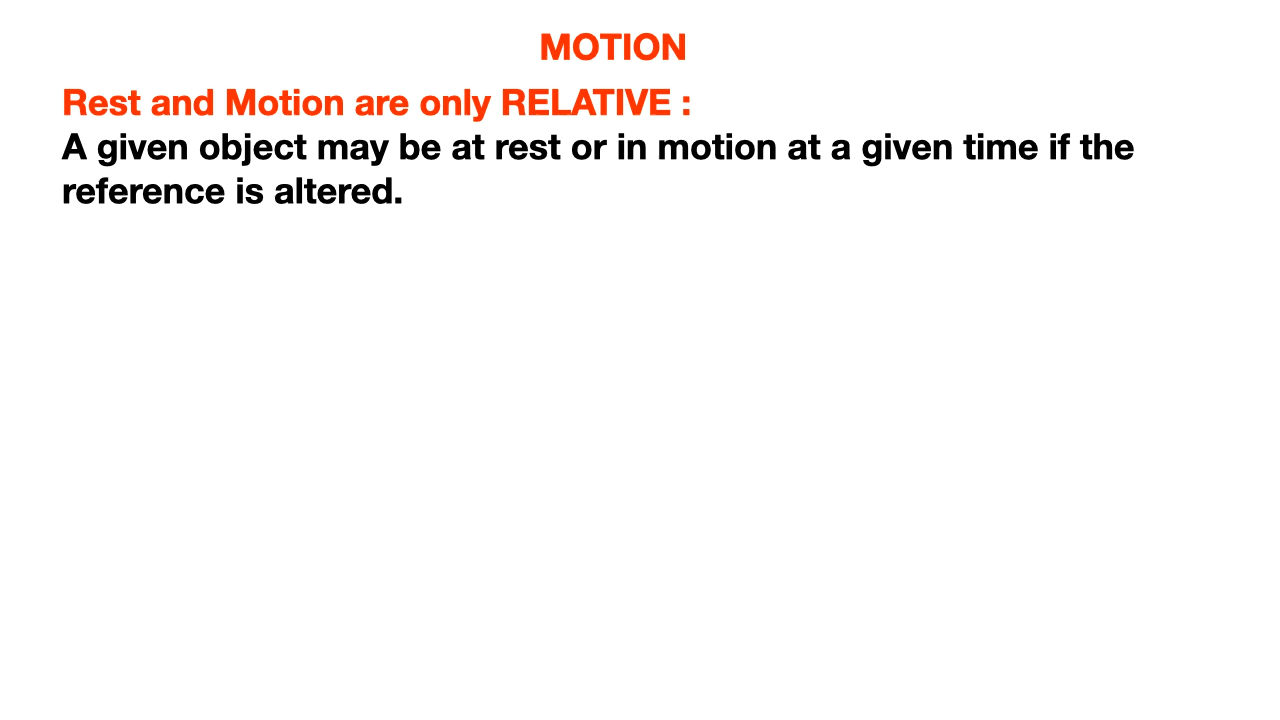 MOTION
Rest and Motion are only RELATIVE :
A given object may be at rest or in motion at a given time if the
reference is altered.